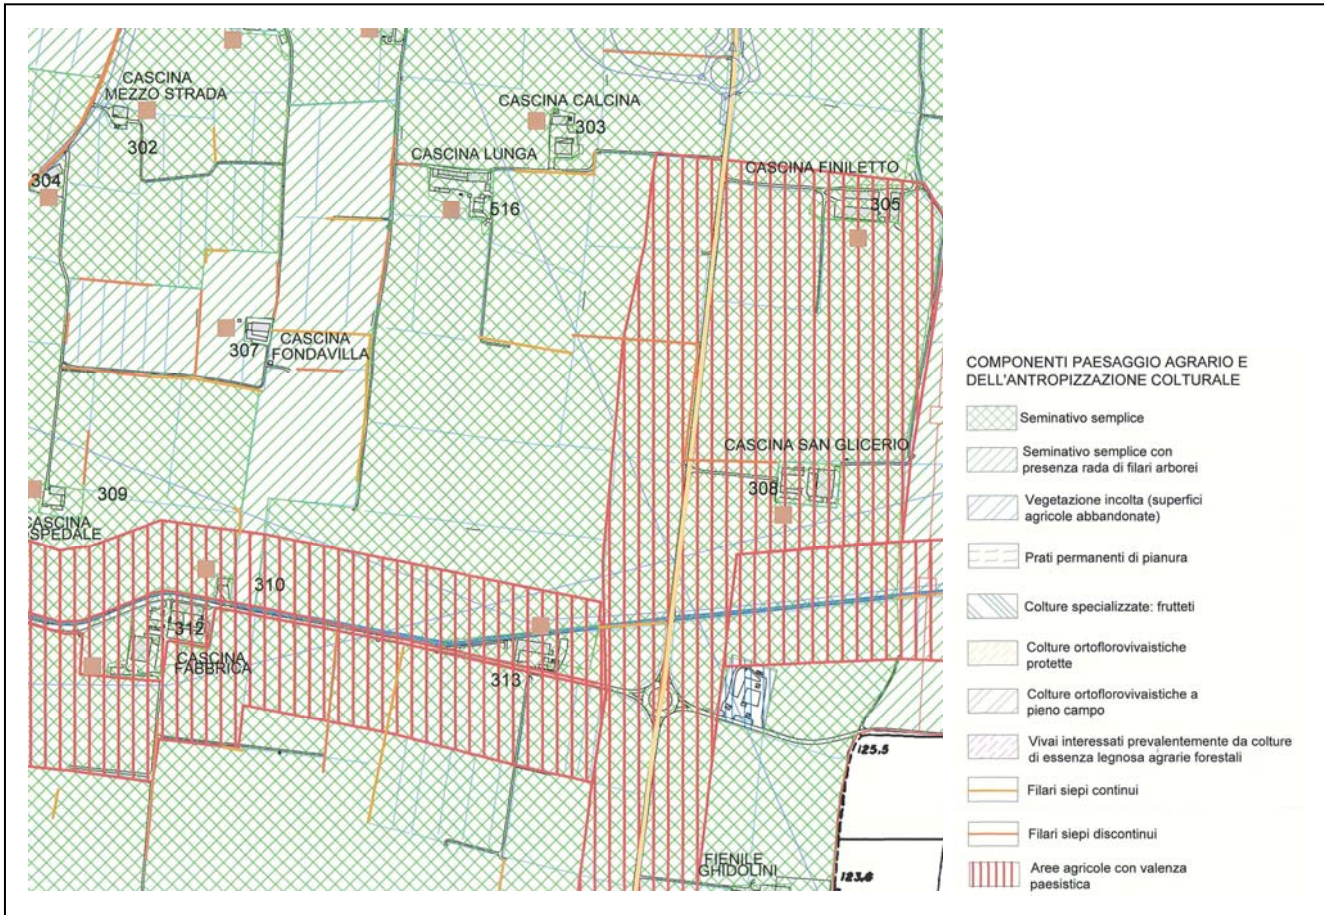 CASCINA
MEZZO STRADA
302
304
CASCINA CALCINA
303
CASCINA LUNGA
516
CASCINA FINILETTO
305
307
CASCINA
FONDAVILLA
CASCINA SAN GLICERIO
308
309
CASCINA
OSPEDALE
310
312
CASCINA
FABBRICA
313
125,5
FIENILE
GHIDOLINI
123,6
COMPONENTI PAESAGGIO AGRARIO E
DELL'ANTROPIZZAZIONE COLTURALE
Seminativo semplice
Seminativo semplice con
presenza rada di filari arborei
Vegetazione incolta (superfici
agricole abbandonate)
Prati permanenti di pianura
Colture specializzate: frutteti
Colture ortoflorovivaistiche
protette
Colture ortoflorovivaistiche a
pieno campo
Vivai interessati prevalentemente da colture
di essenza legnosa agrarie forestali
Filari siepi continui
Filari siepi discontinui
Aree agricole con valenza
paesistica